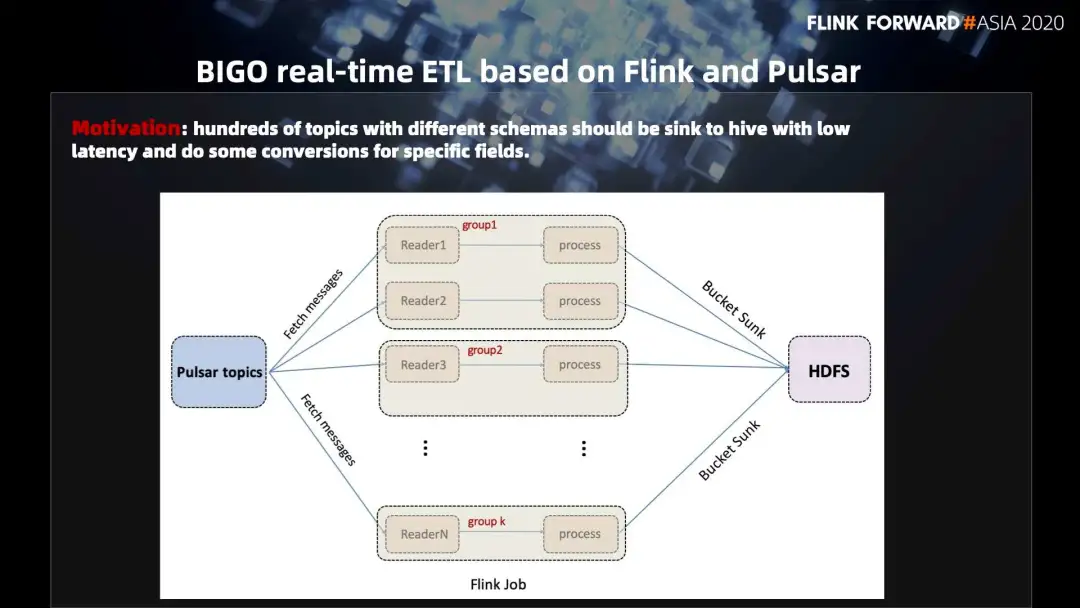 FLINK FORWARD#ASIA 2020
BIGO real-time ETL based on Flink and Pulsar
Motivation: hundreds of topics with different schemas should be sink to hive with low
latency and do some conversions for specific fields.
group1
Reader1
process
Fetch messages
Reader2
process
Bucket Sunk
group2
Reader3
process
Pulsar topics
HDFS
Fetch messages
⋮
⋮
Bucket Sunk
group k
ReaderN
process
Flink Job